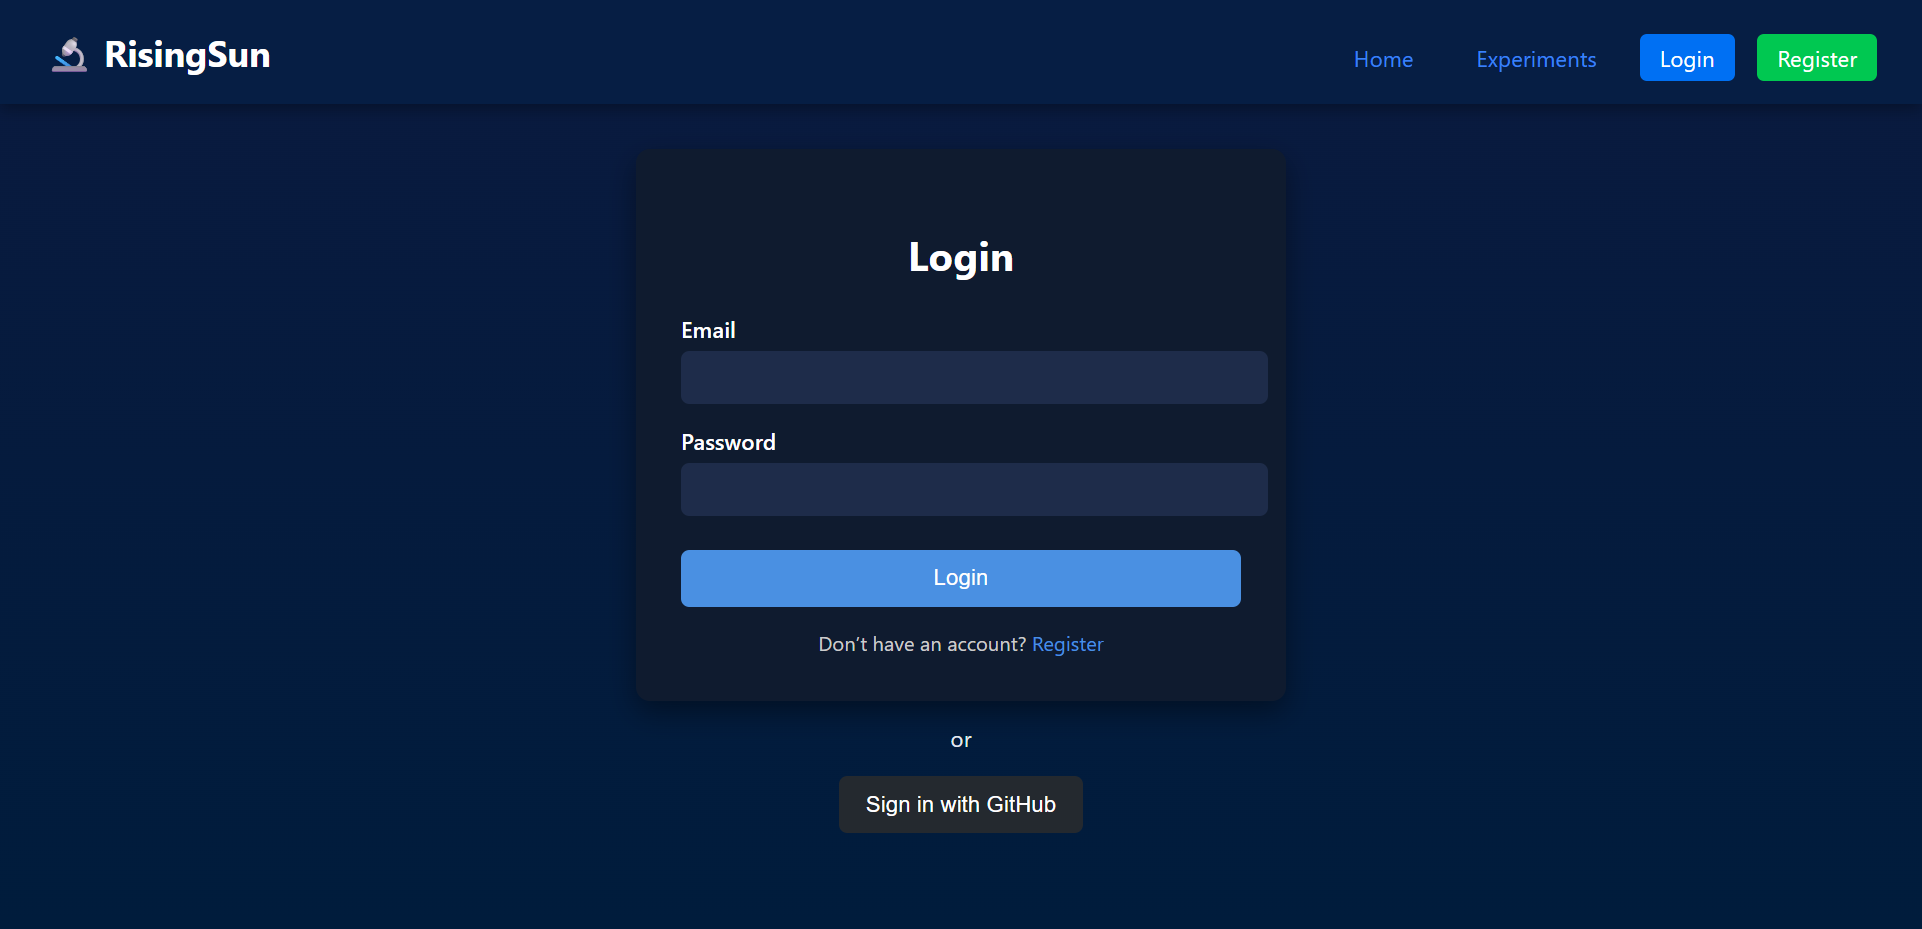 RisingSun
Home Experiments Login Register
Login
Email
Password
Login
Don’t have an account? Register
or
Sign in with GitHub